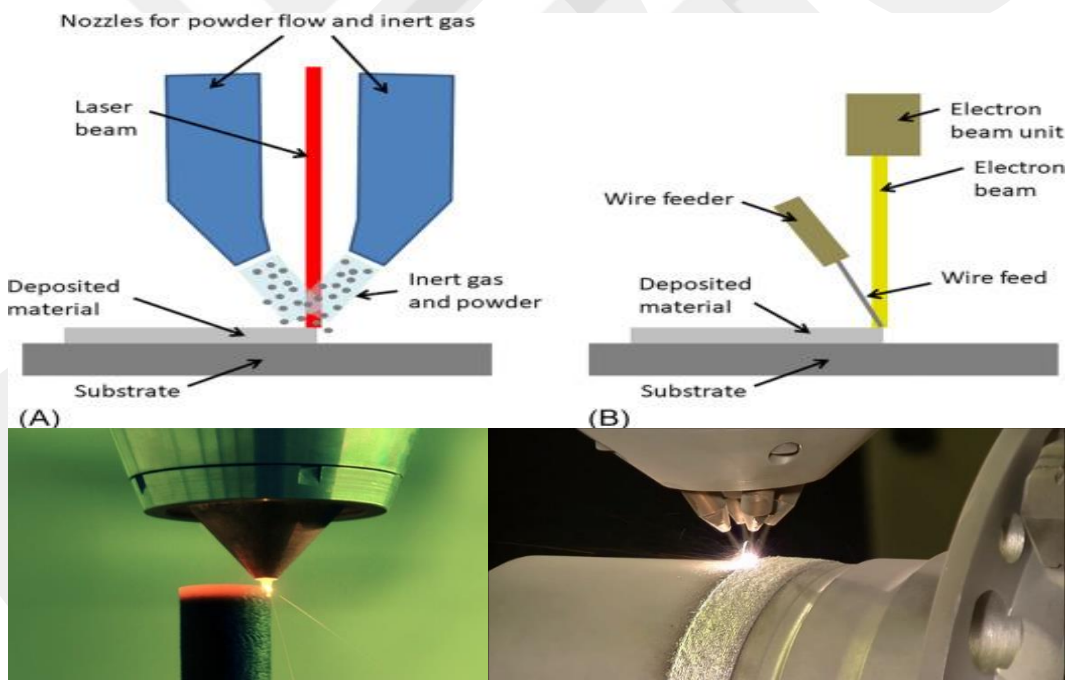 Nozzles for powder flow and inert gas
Laser
beam
Inert gas
and powder
Deposited
material
Substrate
(A)
Electron
beam unit
Electron
beam
Wire feeder
Wire feed
Deposited
material
Substrate
(B)